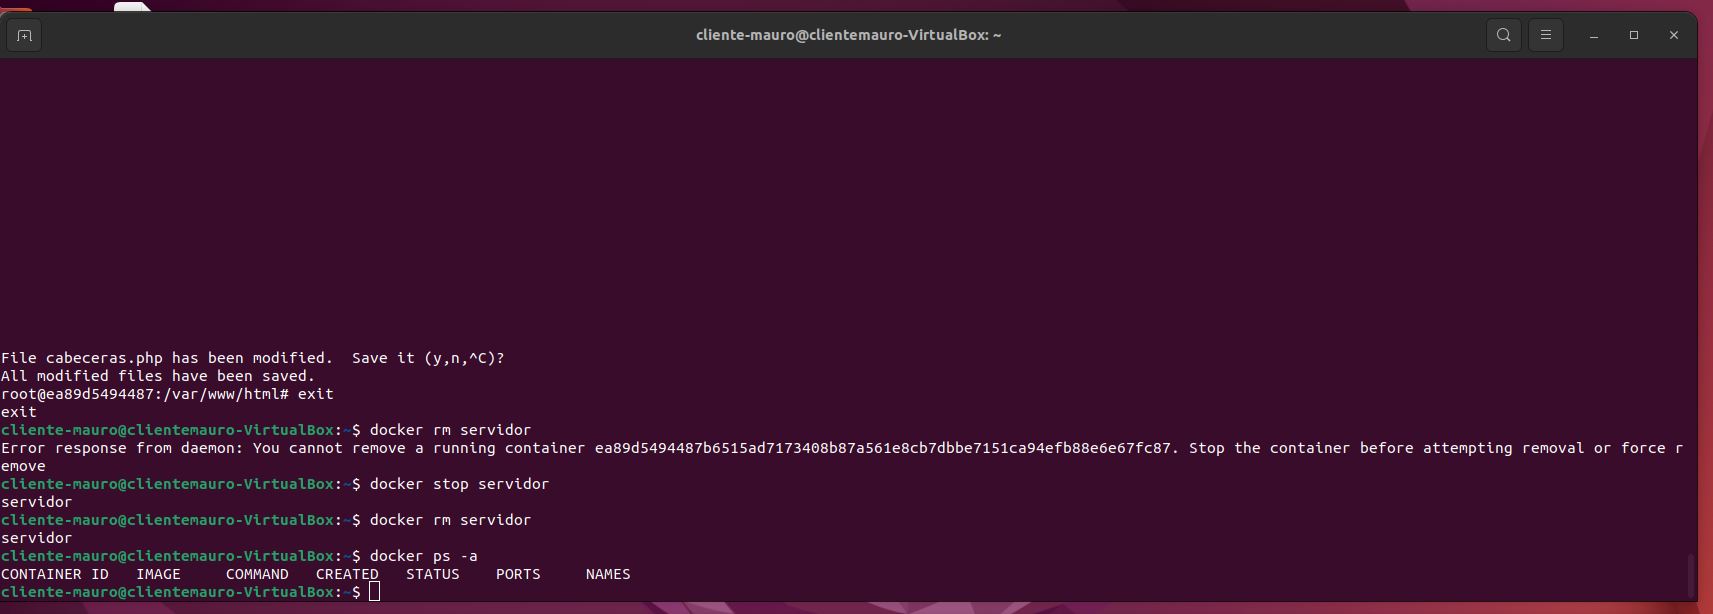 cliente-mauro@clientemauro-VirtualBox: ~
File cabeceras.php has been modified.  Save it (y,n,^C)?
All modified files have been saved.
root@ea89d5494487:/var/www/html# exit
exit
cliente-mauro@clientemauro-VirtualBox:~$ docker rm servidor
Error response from daemon: You cannot remove a running container ea89d5494487b6515ad7173408b87a561e8cb7dbbe7151ca94efb88e6e67fc87. Stop the container before attempting removal or force r
emove
cliente-mauro@clientemauro-VirtualBox:~$ docker stop servidor
servidor
cliente-mauro@clientemauro-VirtualBox:~$ docker rm servidor
servidor
cliente-mauro@clientemauro-VirtualBox:~$ docker ps -a
CONTAINER ID   IMAGE     COMMAND   CREATED   STATUS    PORTS     NAMES
cliente-mauro@clientemauro-VirtualBox:~$